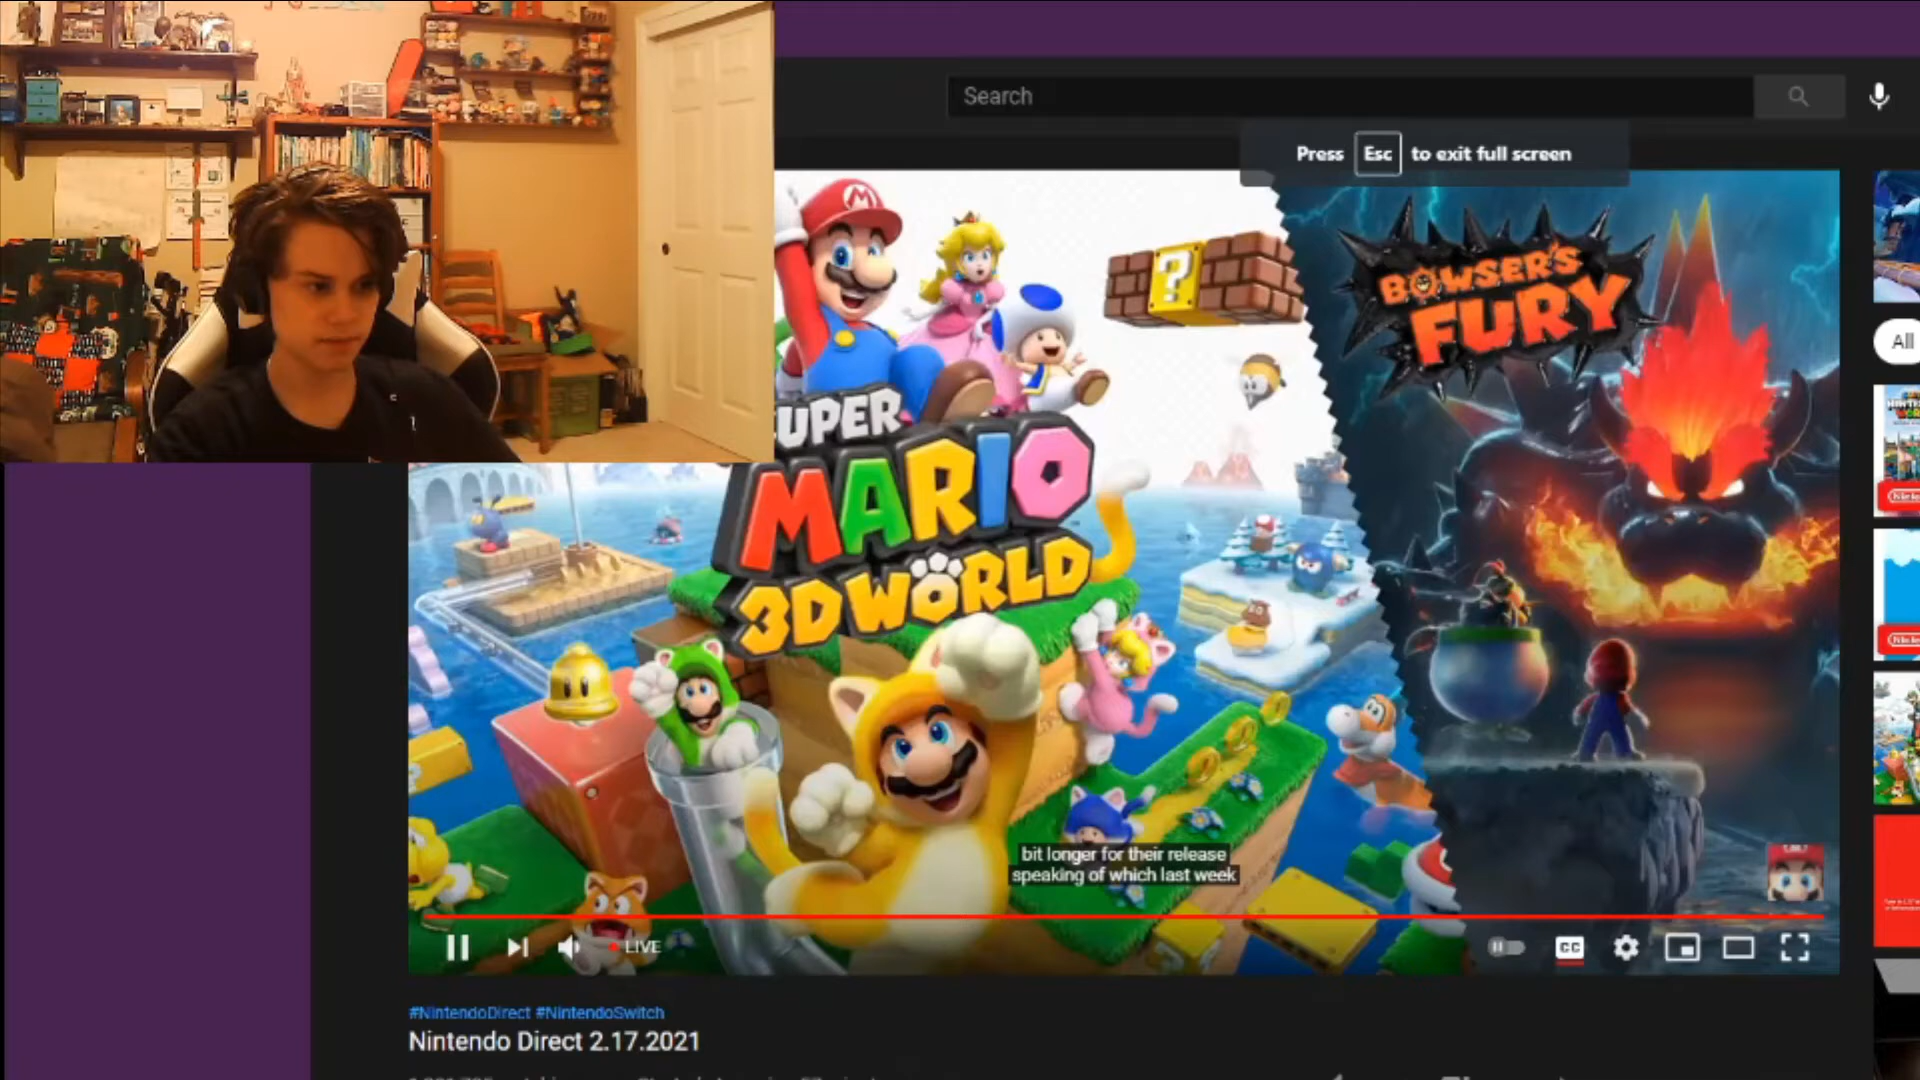 Search
Press Esc to exit full screen
BOWSER'S
FURY
UPER
MARIO
3D WORLD
All
bit longer for their release
speaking of which last week
LIVE
CC
#NintendoDirect #NintendoSwitch
Nintendo Direct 2.17.2021